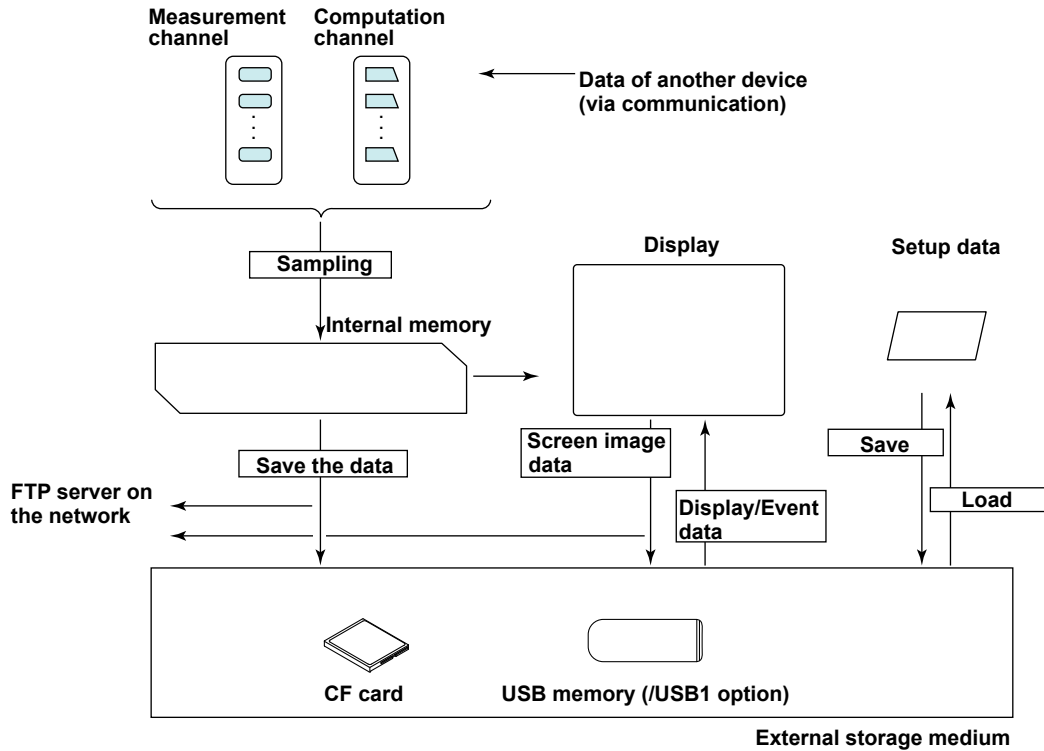 Measurement
channel
Computation
channel
Data of another device
(via communication)
Sampling
Display
Setup data
Internal memory
Screen image
data
Save
Save the data
FTP server on
the network
Display/Event
data
Load
CF card
USB memory (/USB1 option)
External storage medium